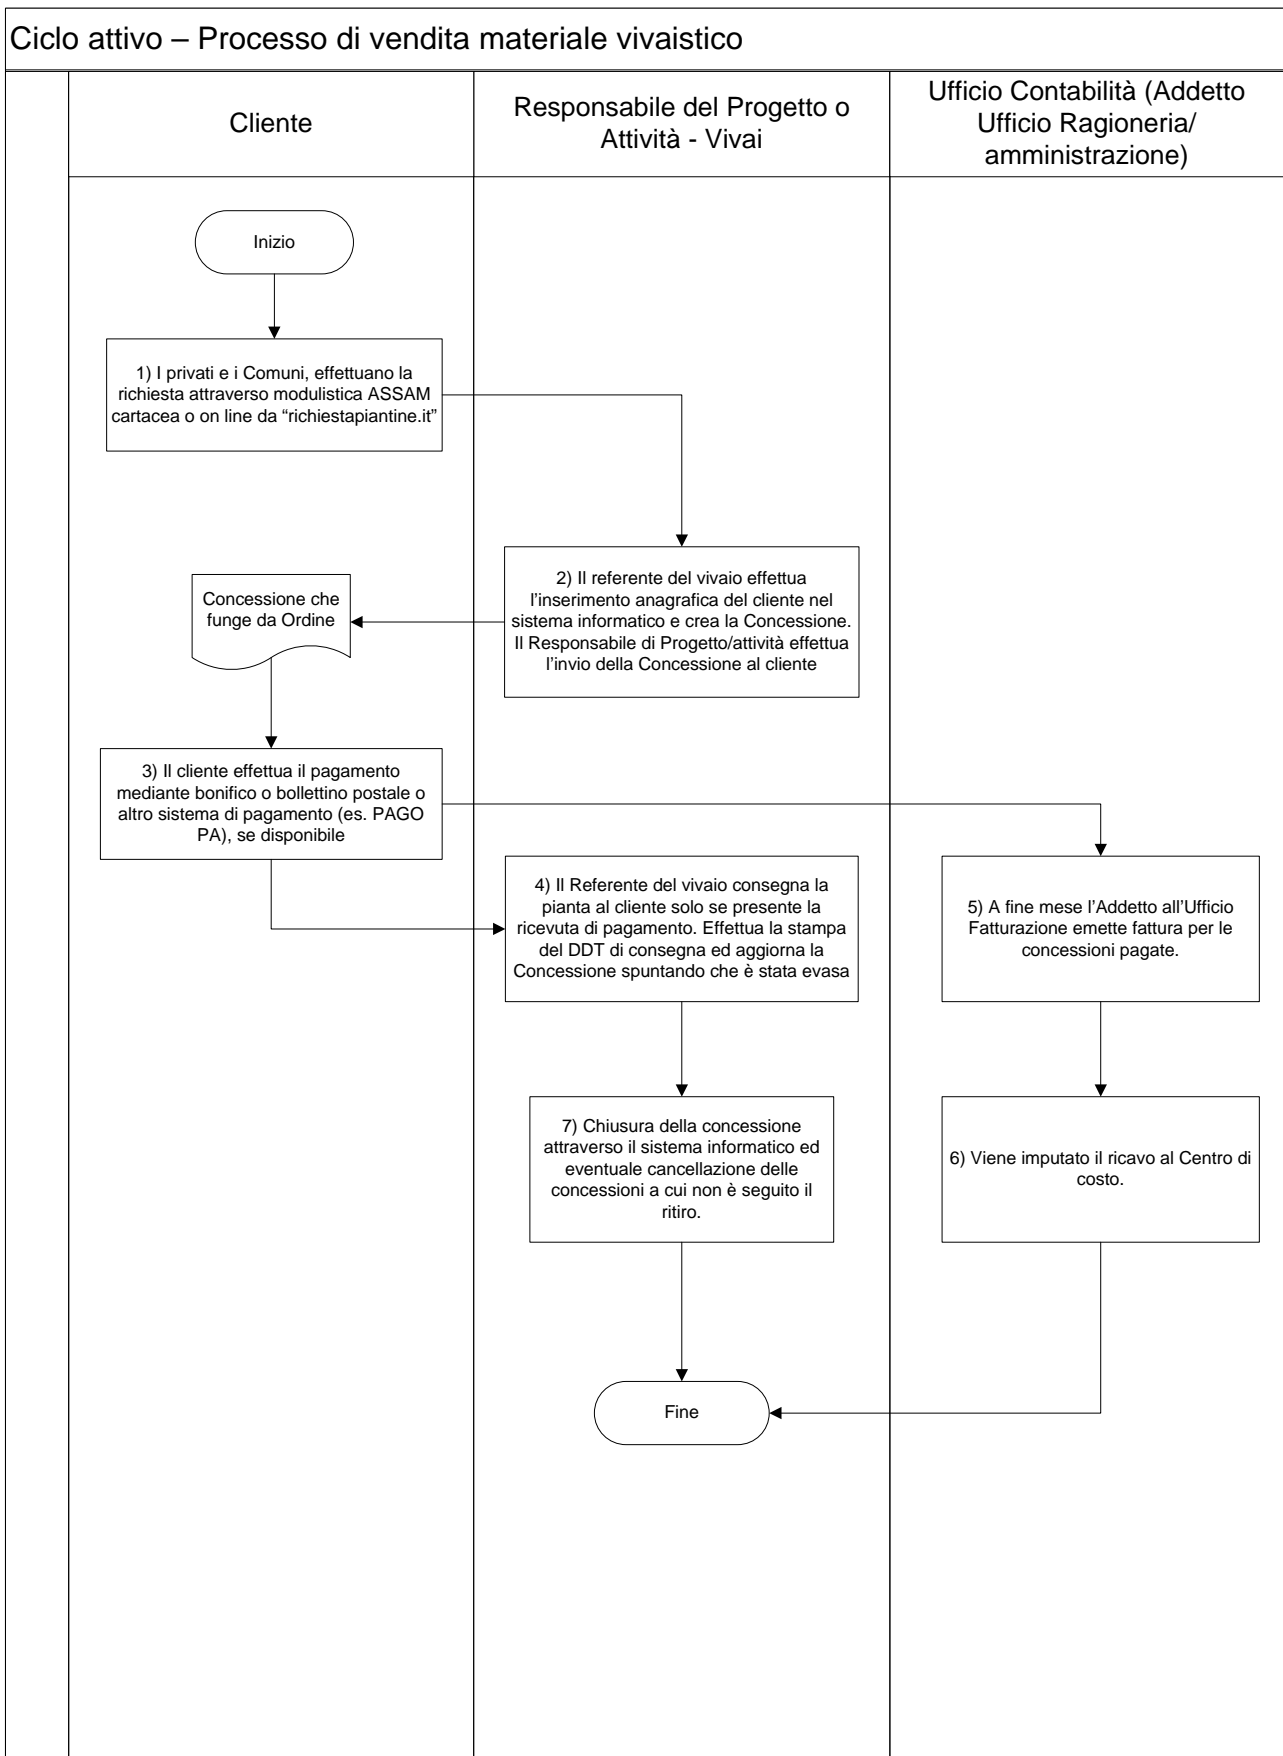 Ciclo attivo – Processo di vendita materiale vivaistico
Cliente
Responsabile del Progetto o
Attività - Vivai
Ufficio Contabilità (Addetto
Ufficio Ragioneria/
amministrazione)
Inizio
1) I privati e i Comuni, effettuano la
richiesta attraverso modulistica ASSAM
cartacea o on line da “richiestapiantine.it”
2) Il referente del vivaio effettua
l’inserimento anagrafica del cliente nel
sistema informatico e crea la Concessione.
Il Responsabile di Progetto/attività effettua
l’invio della Concessione al cliente
Concessione che
funge da Ordine
3) Il cliente effettua il pagamento
mediante bonifico o bollettino postale o
altro sistema di pagamento (es. PAGO
PA), se disponibile
4) Il Referente del vivaio consegna la
pianta al cliente solo se presente la
ricevuta di pagamento. Effettua la stampa
del DDT di consegna ed aggiorna la
Concessione spuntando che è stata evasa
5) A fine mese l’Addetto all’Ufficio
Fatturazione emette fattura per le
concessioni pagate.
7) Chiusura della concessione
attraverso il sistema informatico ed
eventuale cancellazione delle
concessioni a cui non è seguito il
ritiro.
6) Viene imputato il ricavo al Centro di
costo.
Fine